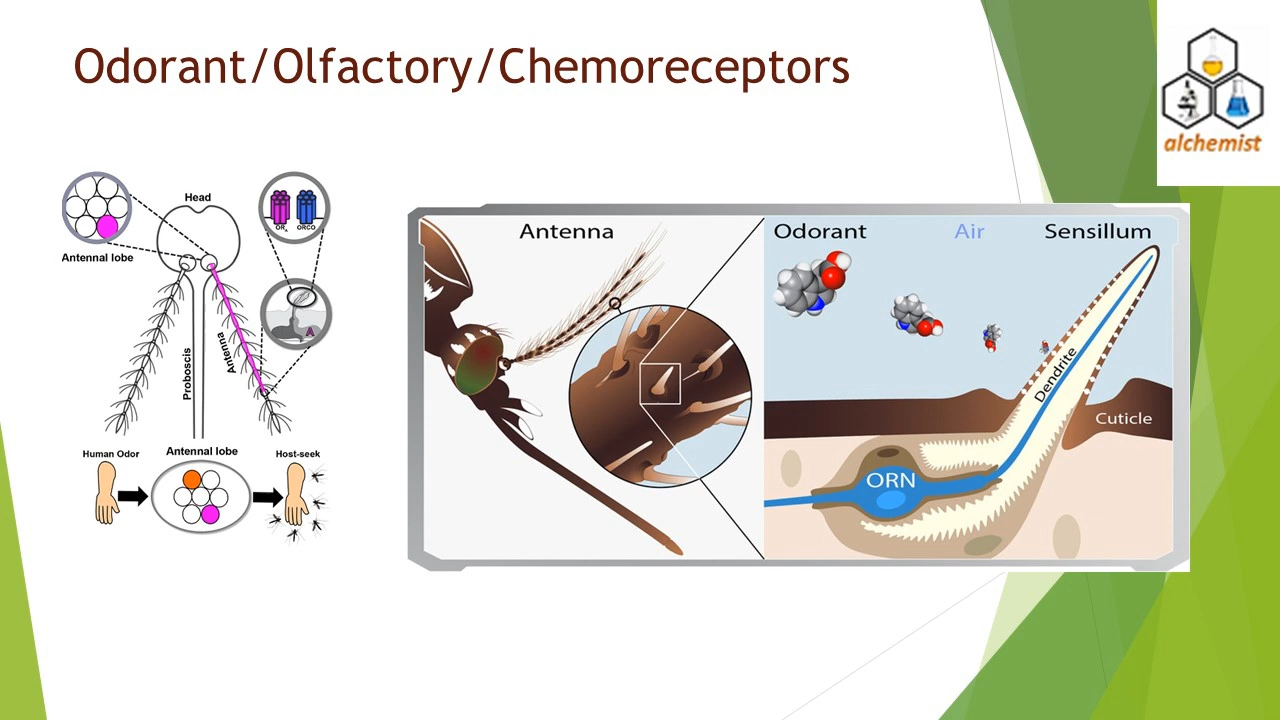 Odorant/Olfactory/Chemoreceptors
alchemist
Head
Antennal lobe
ORx ORCO
A
Proboscis
Antenna
Human Odor
Antennal lobe
Host-seek
Antenna
Odorant
Air
Sensillum
Dendrite
Cuticle
ORN